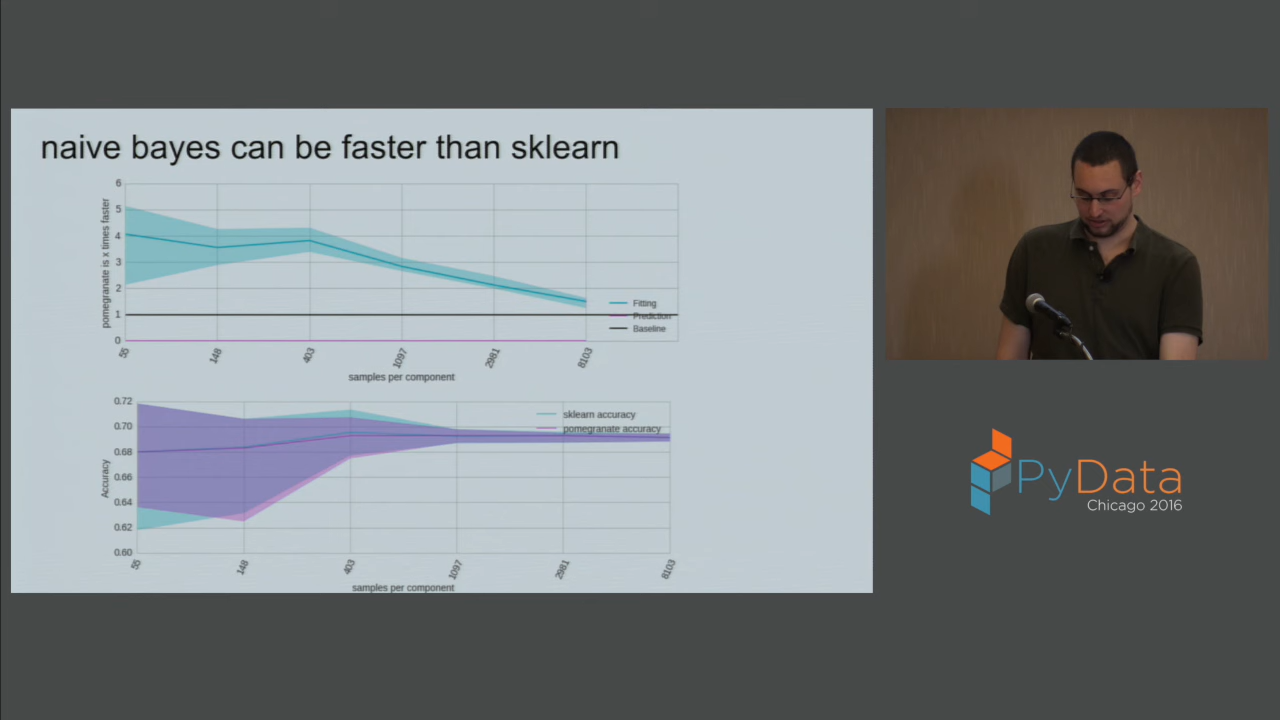 naive bayes can be faster than sklearn
pomegranate is x times faster
6
5
4
3
2
1
0
Fitting
Prediction
Baseline
55
148
403
1097
2981
8103
samples per component
Accuracy
0.72
0.70
0.68
0.66
0.64
0.62
0.60
sklearn accuracy
pomegranate accuracy
55
148
403
1097
2981
8103
samples per component
PyData
Chicago 2016